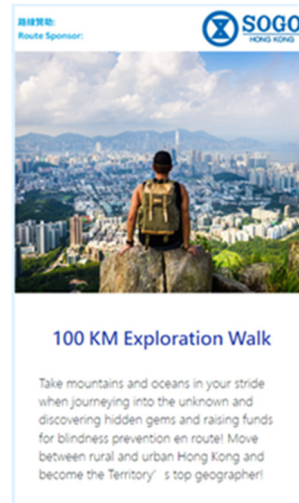 路線贊助:
Route Sponsor:
SOGO
HONG KONG
100 KM Exploration Walk
Take mountains and oceans in your stride
when journeying into the unknown and
discovering hidden gems and raising funds
for blindness prevention en route! Move
between rural and urban Hong Kong and
become the Territory' s top geographer!